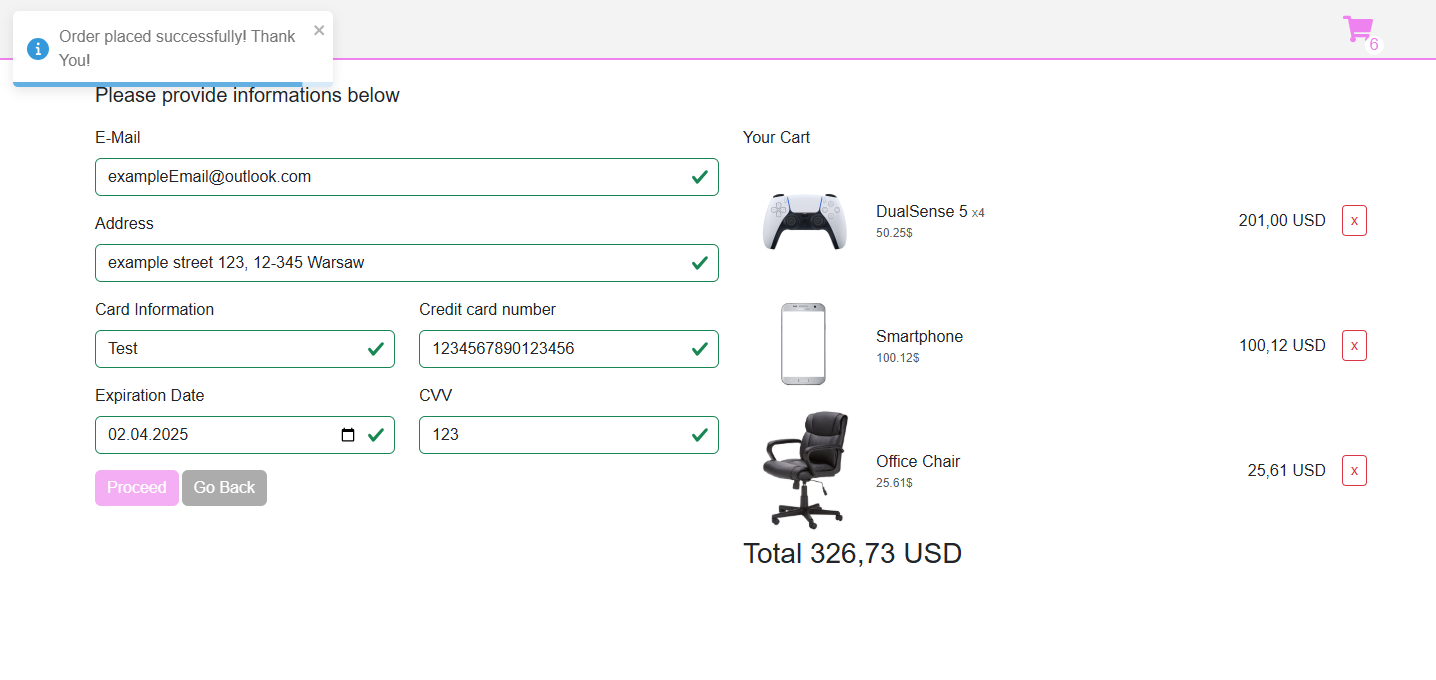 Order placed successfully! Thank
You!
×
6
Please provide informations below
E-Mail
exampleEmail@outlook.com
Address
example street 123, 12-345 Warsaw
Card Information
Credit card number
Test
1234567890123456
Expiration Date
CVV
02.04.2025
123
Proceed
Go Back
Your Cart
DualSense 5 x4
50.25$
201,00 USD
x
Smartphone
100.12$
100,12 USD
x
Office Chair
25.61$
25,61 USD
x
Total 326,73 USD